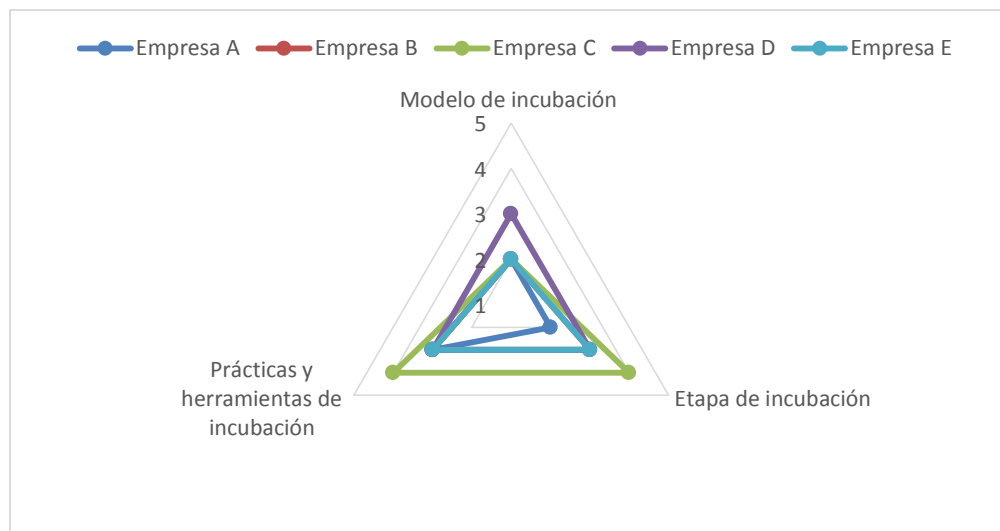 Empresa A Empresa B Empresa C Empresa D Empresa E
Modelo de incubación
5
4
3
2
1
Prácticas y
herramientas de
incubación
Etapa de incubación